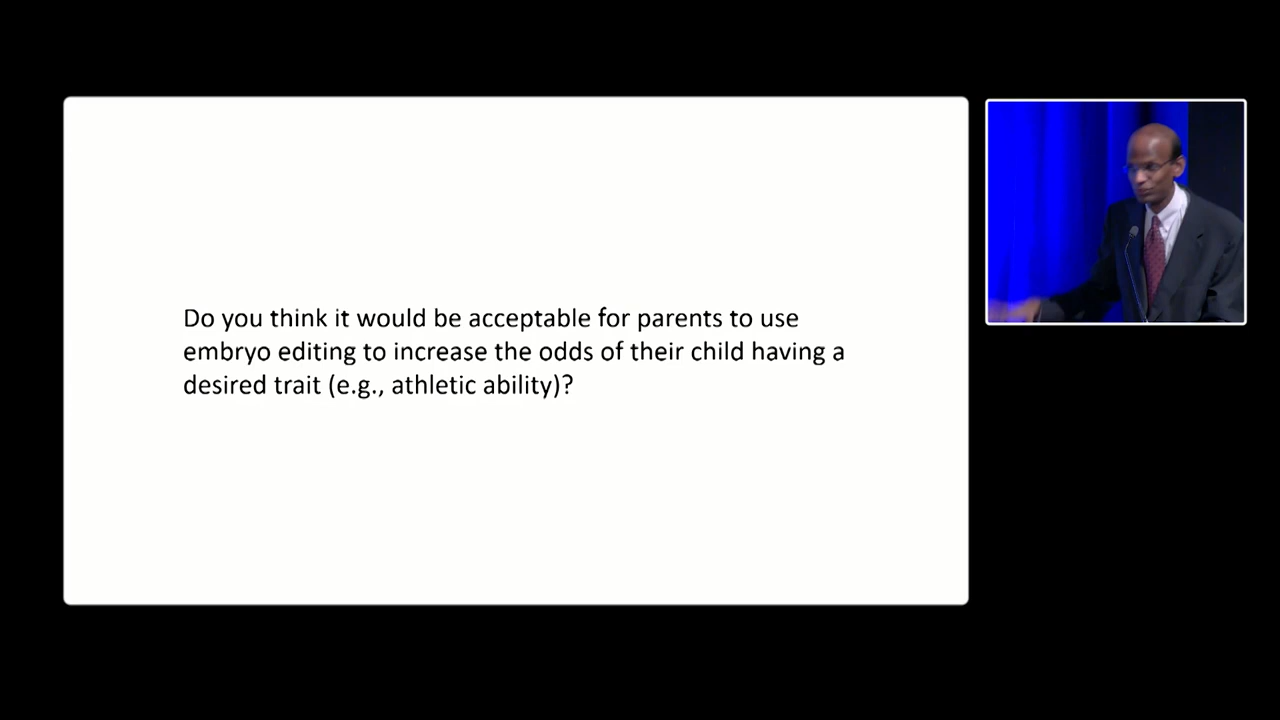 Do you think it would be acceptable for parents to use
embryo editing to increase the odds of their child having a
desired trait (e.g., athletic ability)?